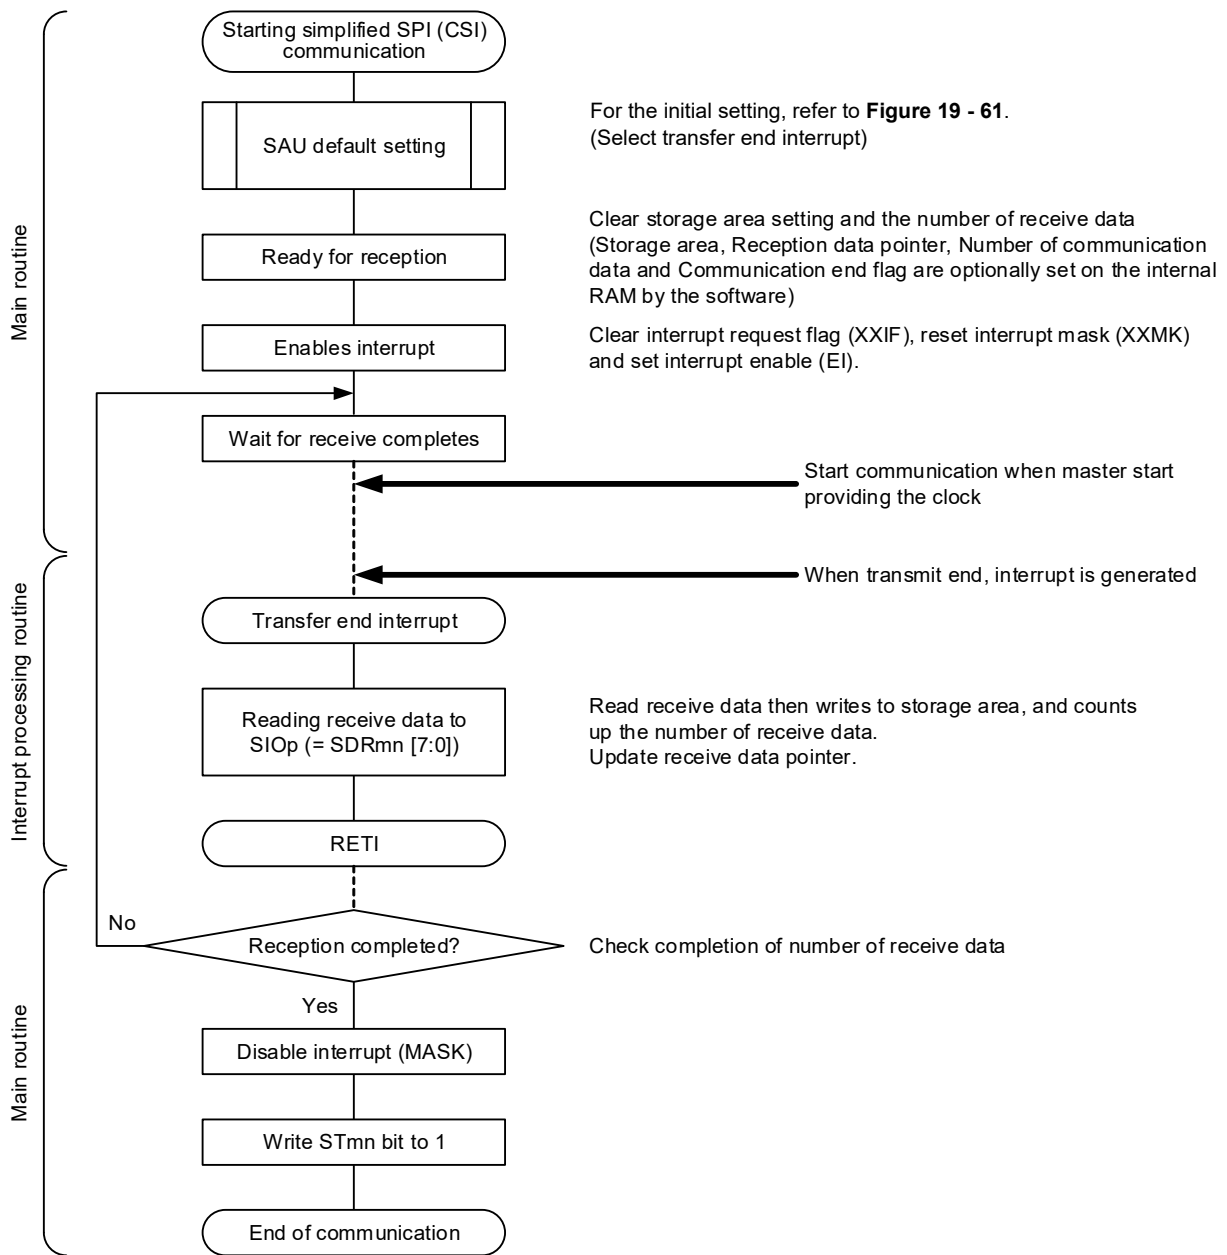 Starting simplified SPI (CSI)
communication
SAU default setting
For the initial setting, refer to Figure 19 - 61.
(Select transfer end interrupt)
Main routine
Ready for reception
Clear storage area setting and the number of receive data
(Storage area, Reception data pointer, Number of communication
data and Communication end flag are optionally set on the internal
RAM by the software)
Enables interrupt
Clear interrupt request flag (XXIF), reset interrupt mask (XXMK)
and set interrupt enable (EI).
Wait for receive completes
Start communication when master start
providing the clock
When transmit end, interrupt is generated
Interrupt processing routine
Transfer end interrupt
Reading receive data to
SIOp (= SDRmn [7:0])
Read receive data then writes to storage area, and counts
up the number of receive data.
Update receive data pointer.
RETI
Main routine
No
Reception completed?
Check completion of number of receive data
Yes
Disable interrupt (MASK)
Write STmn bit to 1
End of communication